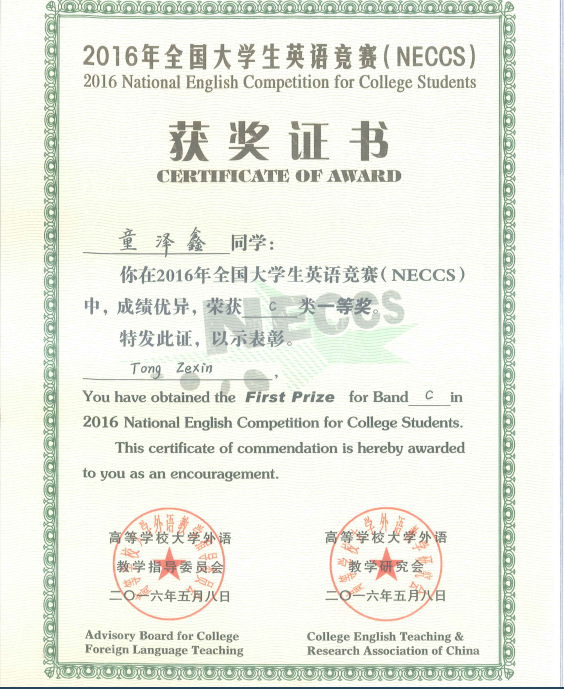 2016年全国大学生英语竞赛(NECCS)
2016 National English Competition for College Students
获奖证书
CERTIFICATE OF AWARD
童泽鑫 同学:
你在2016年全国大学生英语竞赛(NECCS)
中, 成绩优异, 荣获 C 类一等奖。
特发此证, 以示表彰。
NECCS
Tong Zexin ,
You have obtained the First Prize for Band C in
2016 National English Competition for College Students.
This certificate of commendation is hereby awarded
to you as an encouragement.
高等学校大学外语
教学指导委员会
二〇一六年五月八日
Advisory Board for College
Foreign Language Teaching
高等学校大学外语
教学研究会
二〇一六年五月八日
College English Teaching &
Research Association of China